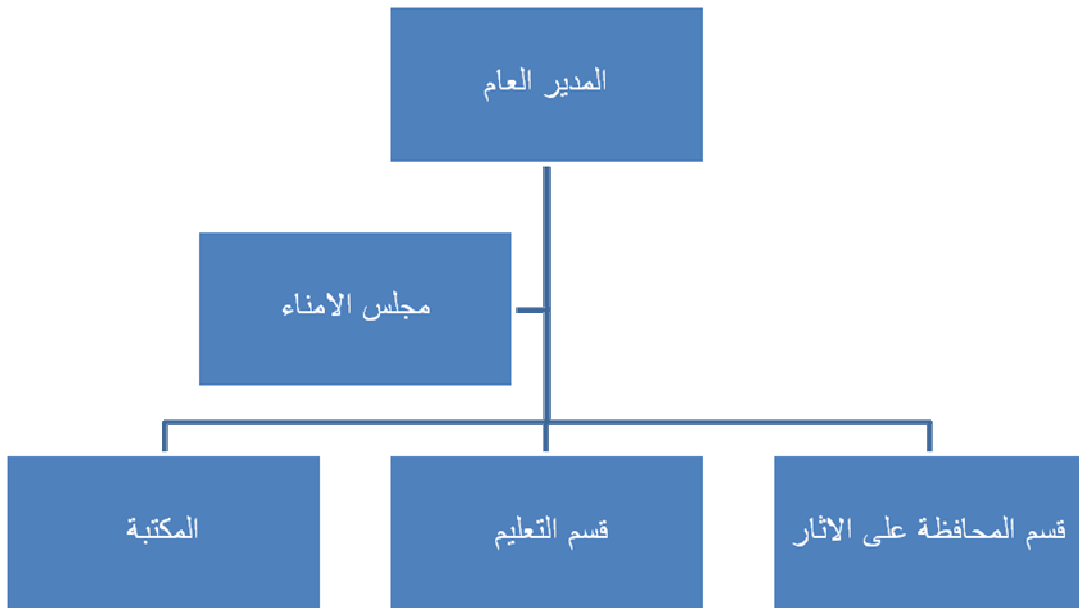 المدير العام
مجلس الامناء
قسم المحافظة على الاثار
قسم التعليم
المكتبة